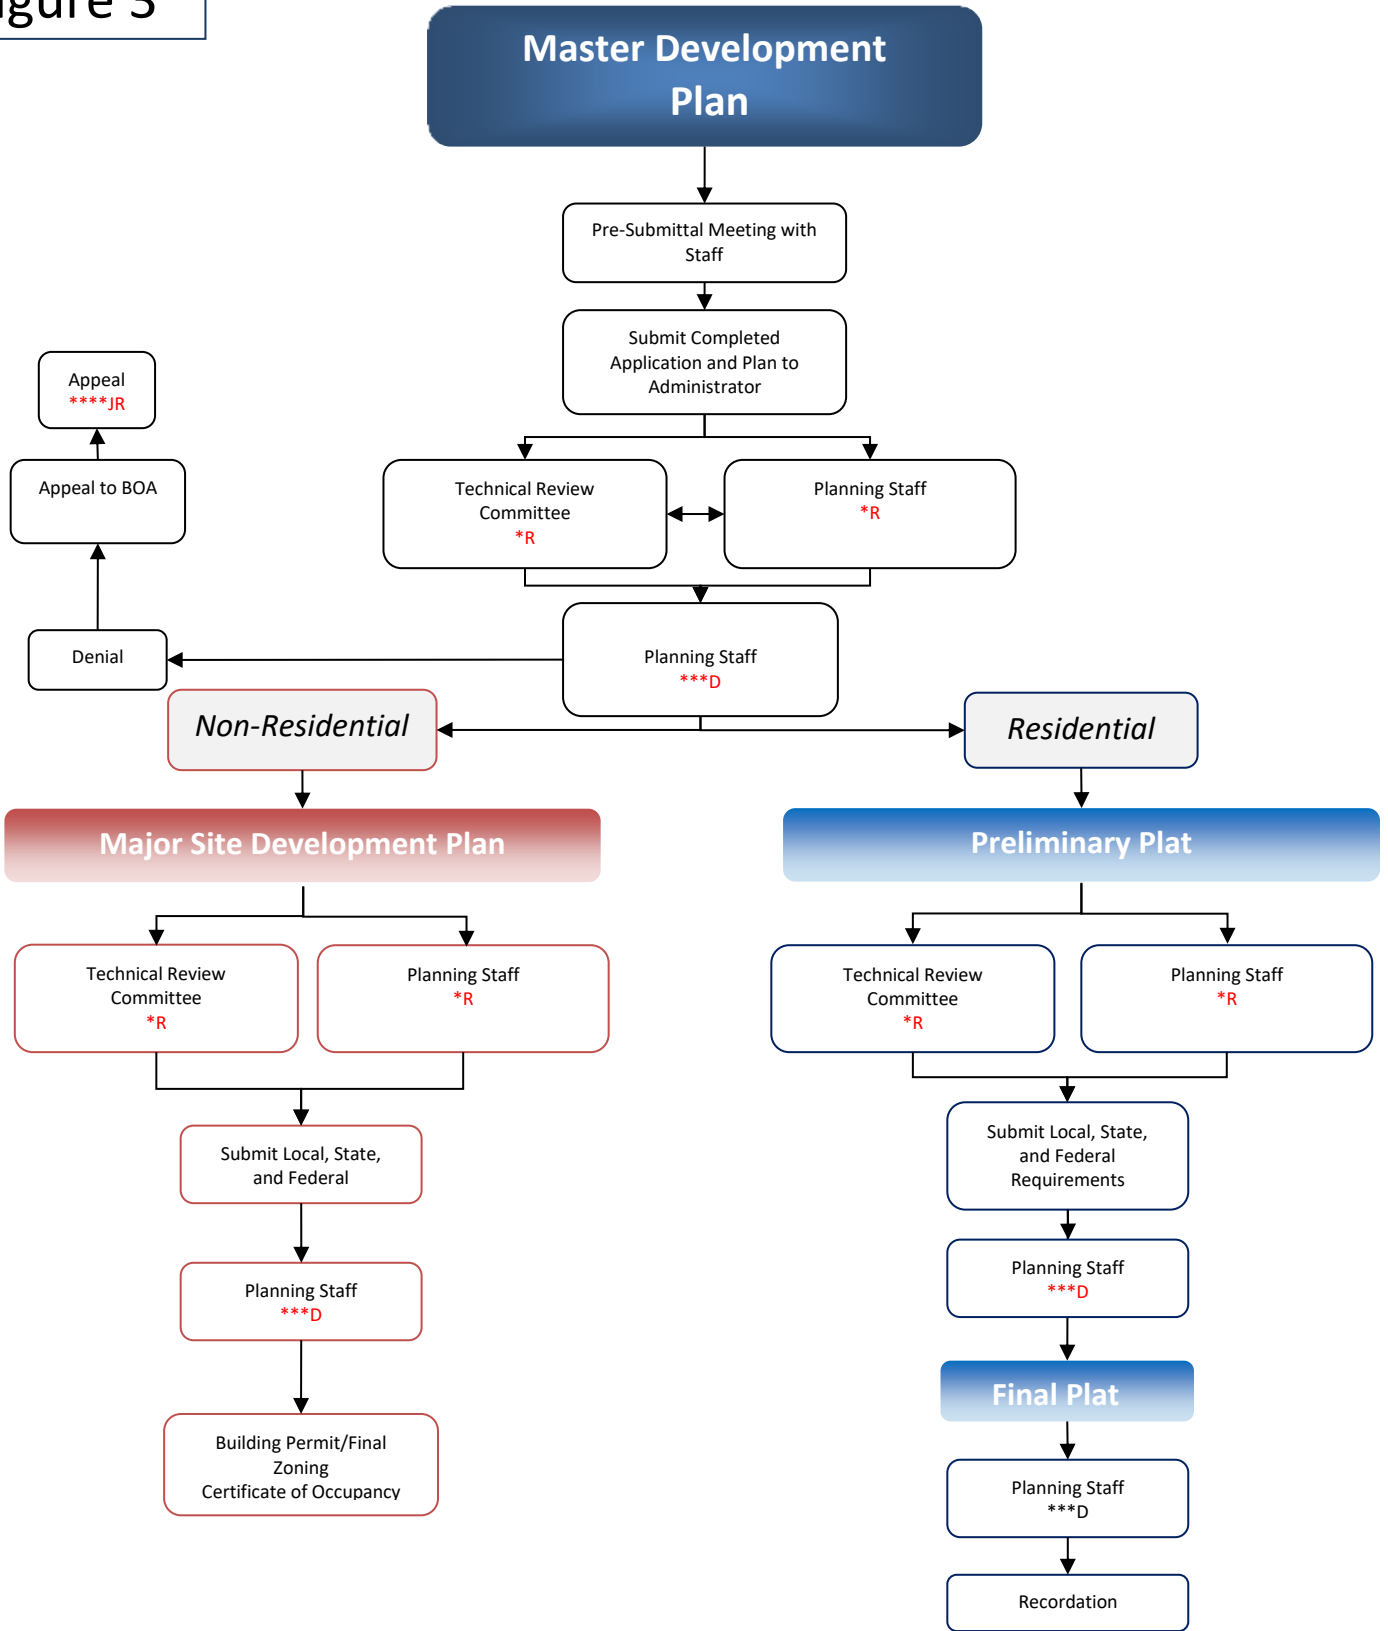 igure 3
Master Development
Plan
Pre-Submittal Meeting with
Staff
Submit Completed
Application and Plan to
Administrator
Appeal
****JR
Appeal to BOA
Technical Review
Committee
*R
Planning Staff
*R
Denial
Planning Staff
***D
Non-Residential
Residential
Major Site Development Plan
Preliminary Plat
Technical Review
Committee
*R
Planning Staff
*R
Technical Review
Committee
*R
Planning Staff
*R
Submit Local, State,
and Federal
Submit Local, State,
and Federal
Requirements
Planning Staff
***D
Planning Staff
***D
Building Permit/Final
Zoning
Certificate of Occupancy
Final Plat
Planning Staff
***D
Recordation